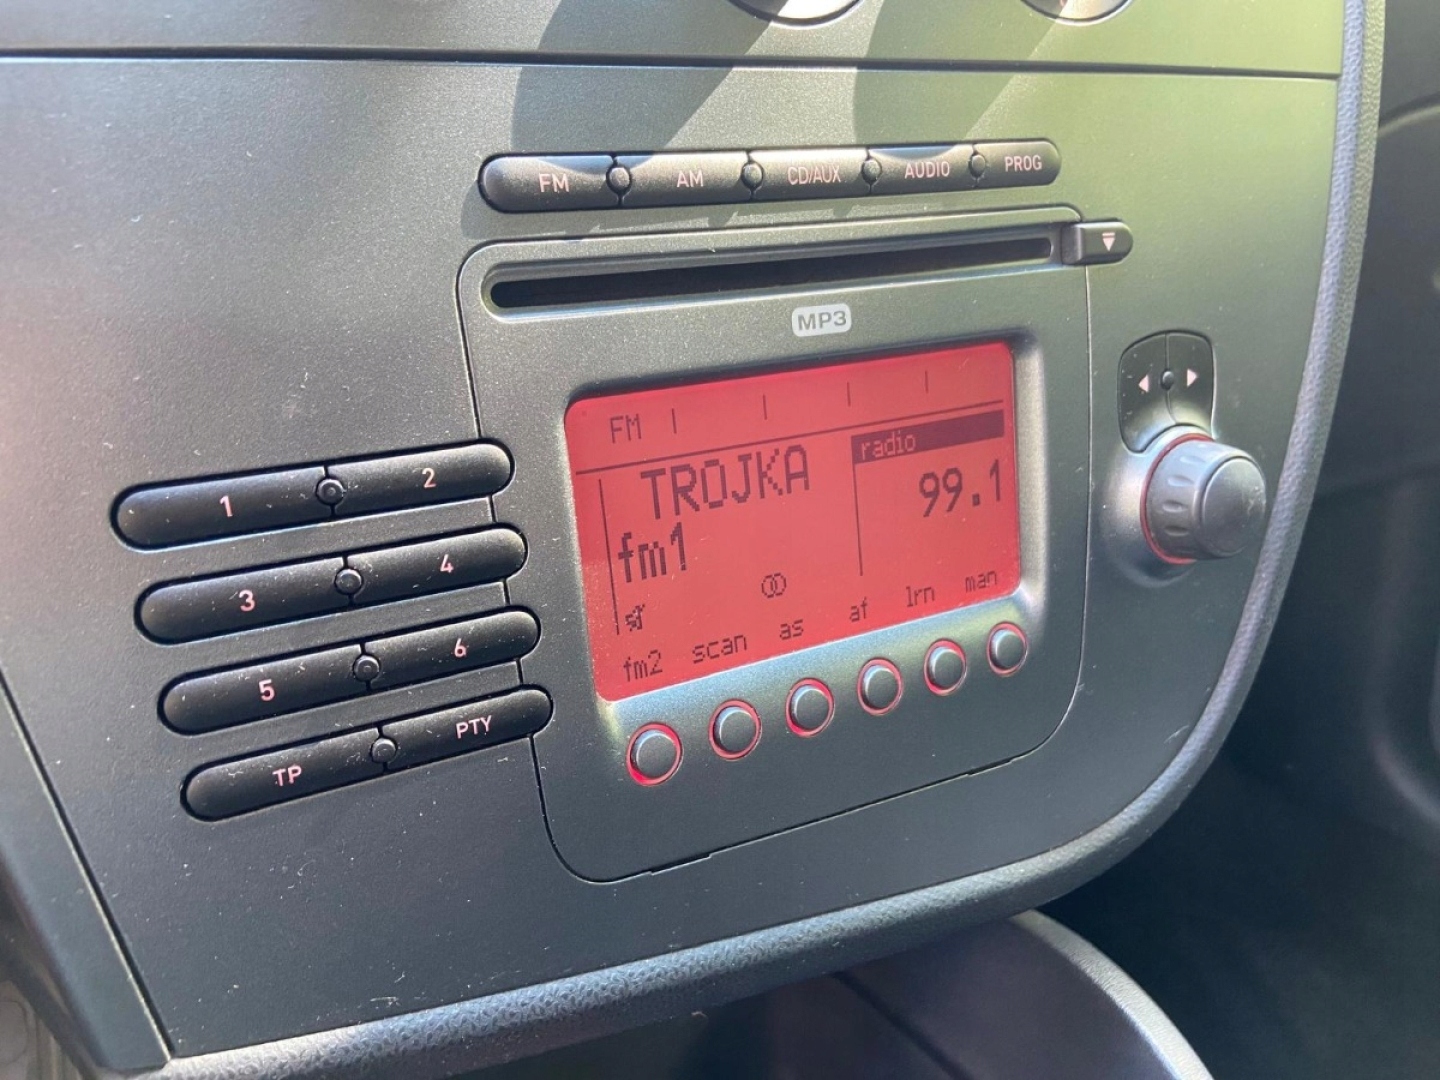 FM AM CD/AUX AUDIO PROG
MP3
FM
radio
TROJKA 99.1
fm1
fm2 scan as af lrn man
1 2
3 4
5 6
TP PTY